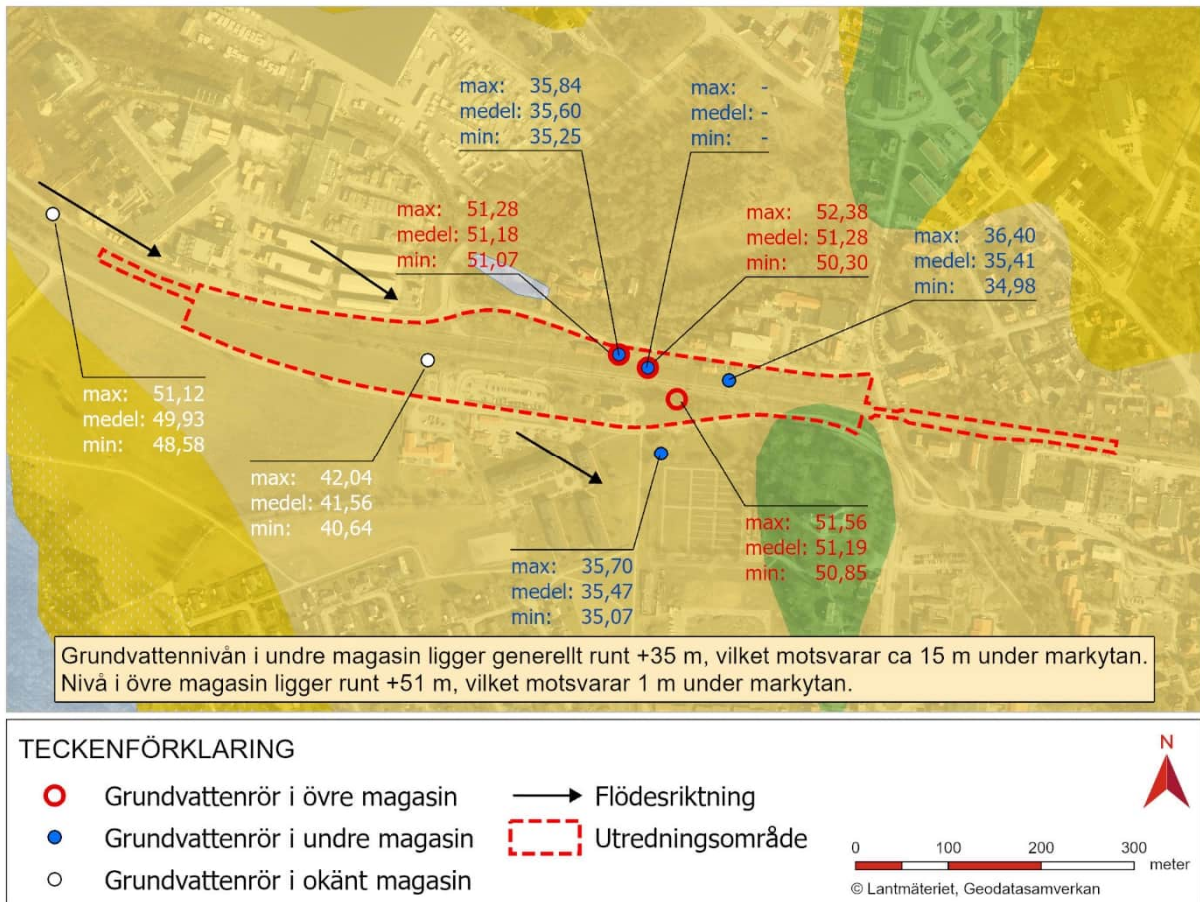 max: 35,84
medel: 35,60
min: 35,25
max: -
medel: -
min: -
max: 51,28
medel: 51,18
min: 51,07
max: 52,38
medel: 51,28
min: 50,30
max: 36,40
medel: 35,41
min: 34,98
max: 51,12
medel: 49,93
min: 48,58
max: 42,04
medel: 41,56
min: 40,64
max: 35,70
medel: 35,47
min: 35,07
max: 51,56
medel: 51,19
min: 50,85
Grundvattennivån i undre magasin ligger generellt runt +35 m, vilket motsvarar ca 15 m under markytan.
Nivå i övre magasin ligger runt +51 m, vilket motsvarar 1 m under markytan.
TECKENFÖRKLARING
Grundvattenrör i övre magasin
Grundvattenrör i undre magasin
Grundvattenrör i okänt magasin
Flödesriktning
Utredningsområde
N
0 100 200 300
meter
© Lantmäteriet, Geodatasamverkan